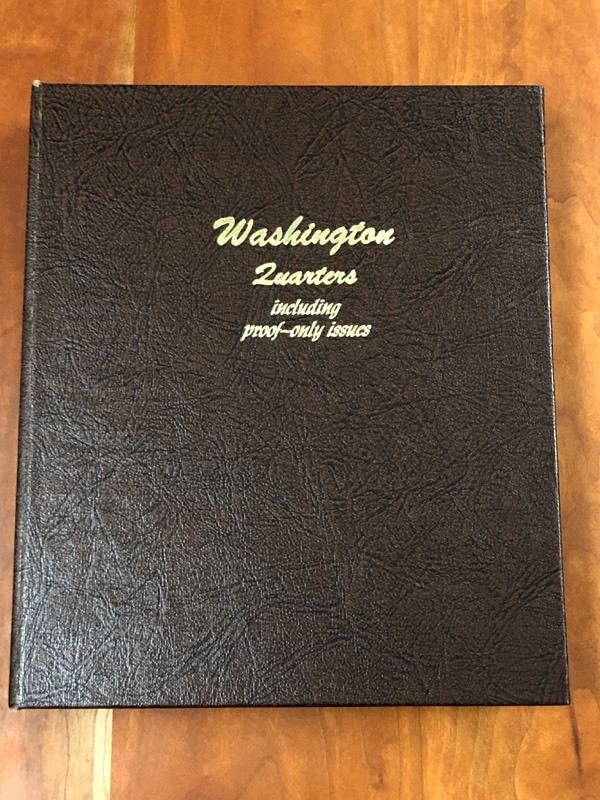 Washington
Quarters
including
proof-only issues